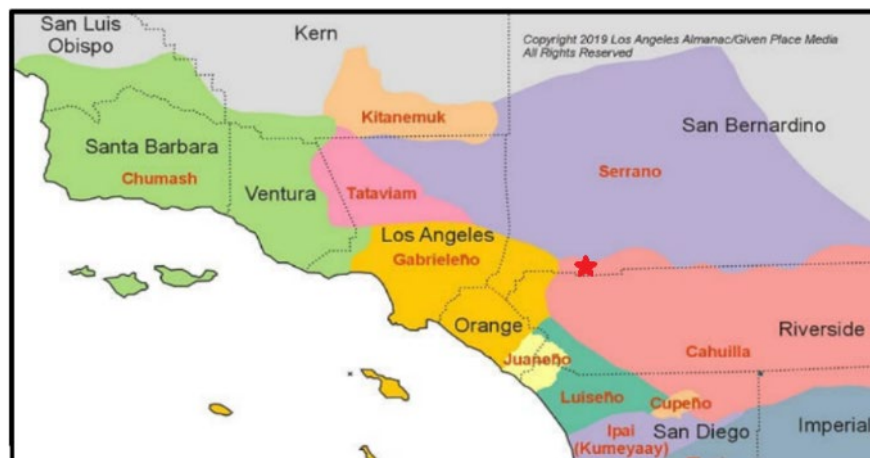 San Luis
Obispo
Kern
Copyright 2019 Los Angeles Almanac/Given Place Media
All Rights Reserved
Kitanemuk
San Bernardino
Santa Barbara
Chumash
Ventura
Tataviam
Serrano
Los Angeles
Gabrieleño
Orange
Riverside
Juaneño
Cahuilla
Luiseño
Cupeño
Ipai
(Kumeyaay)
San Diego
Imperial